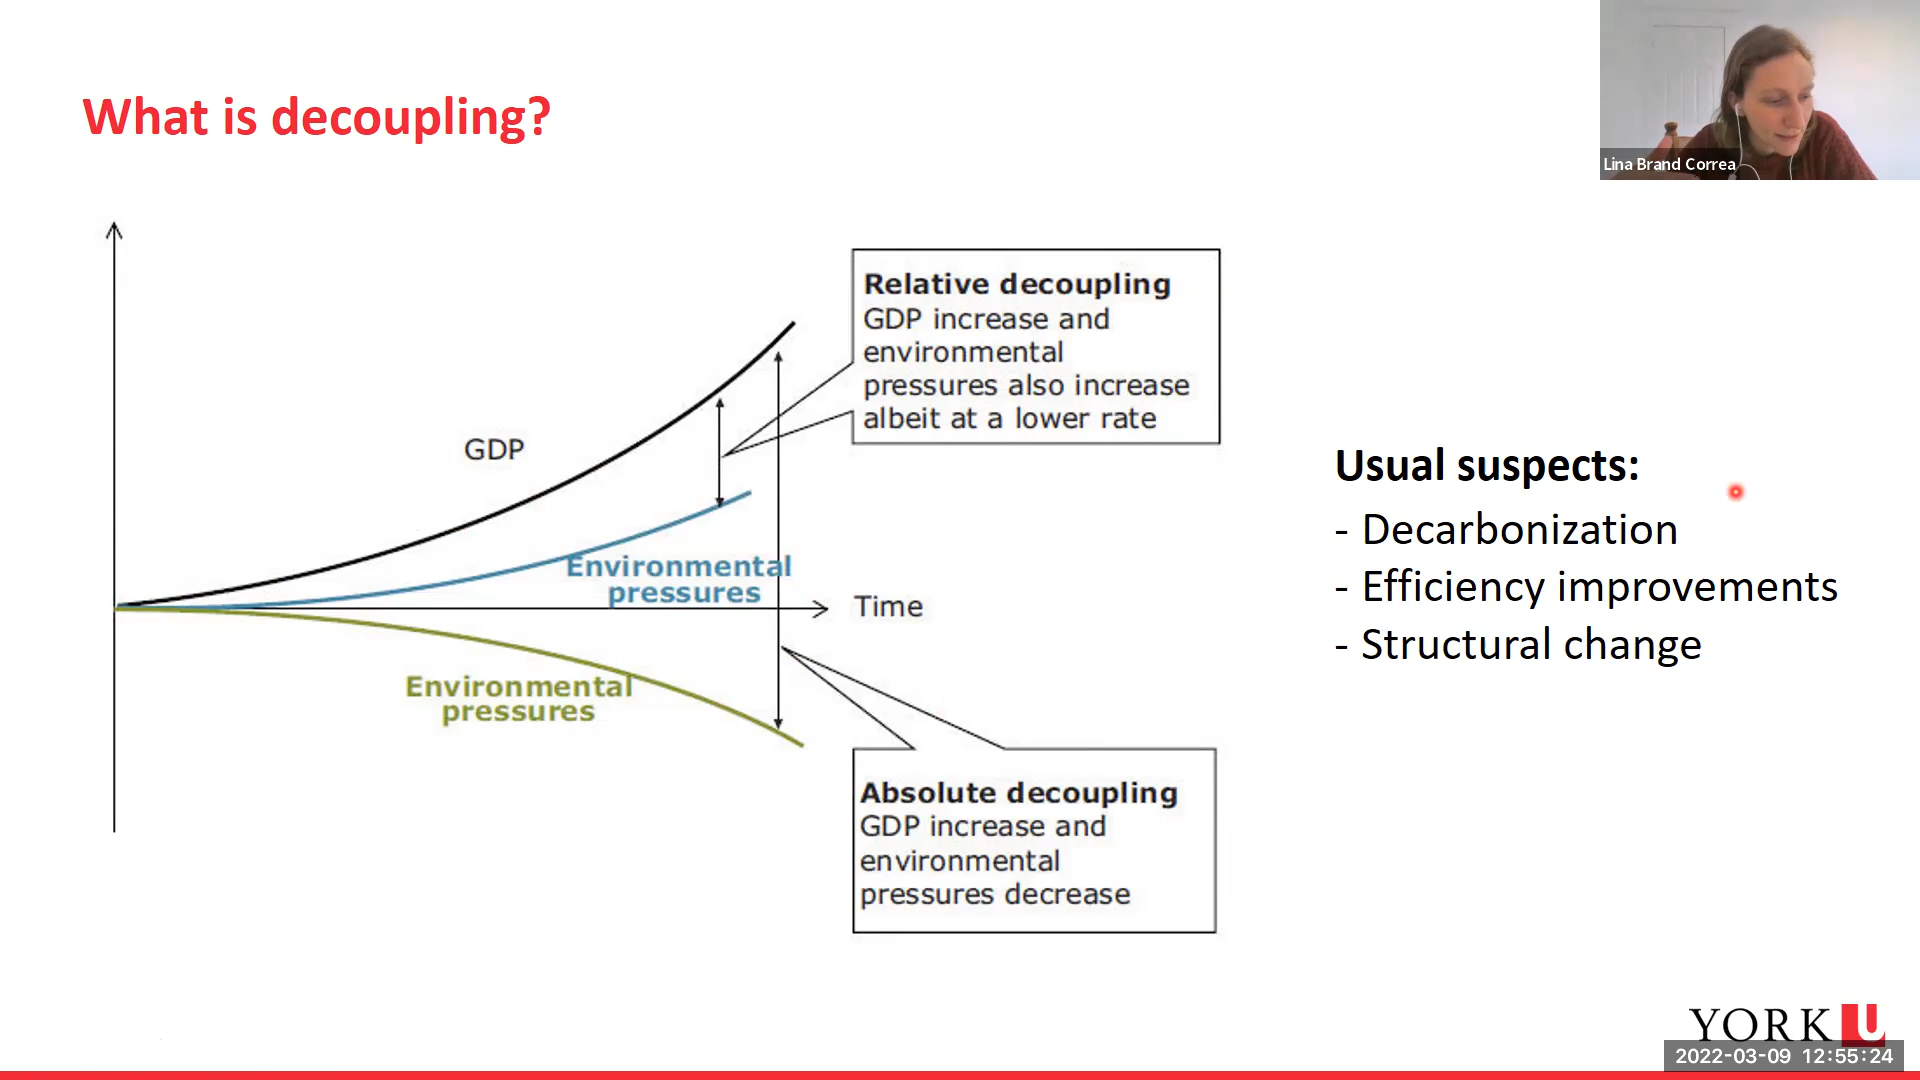 What is decoupling?
Lina Brand Correa
Relative decoupling
GDP increase and
environmental
pressures also increase
albeit at a lower rate
GDP
Environmental
pressures
Time
Environmental
pressures
Absolute decoupling
GDP increase and
environmental
pressures decrease
Usual suspects:
- Decarbonization
- Efficiency improvements
- Structural change
YORK U
2022-03-09 12:55:24